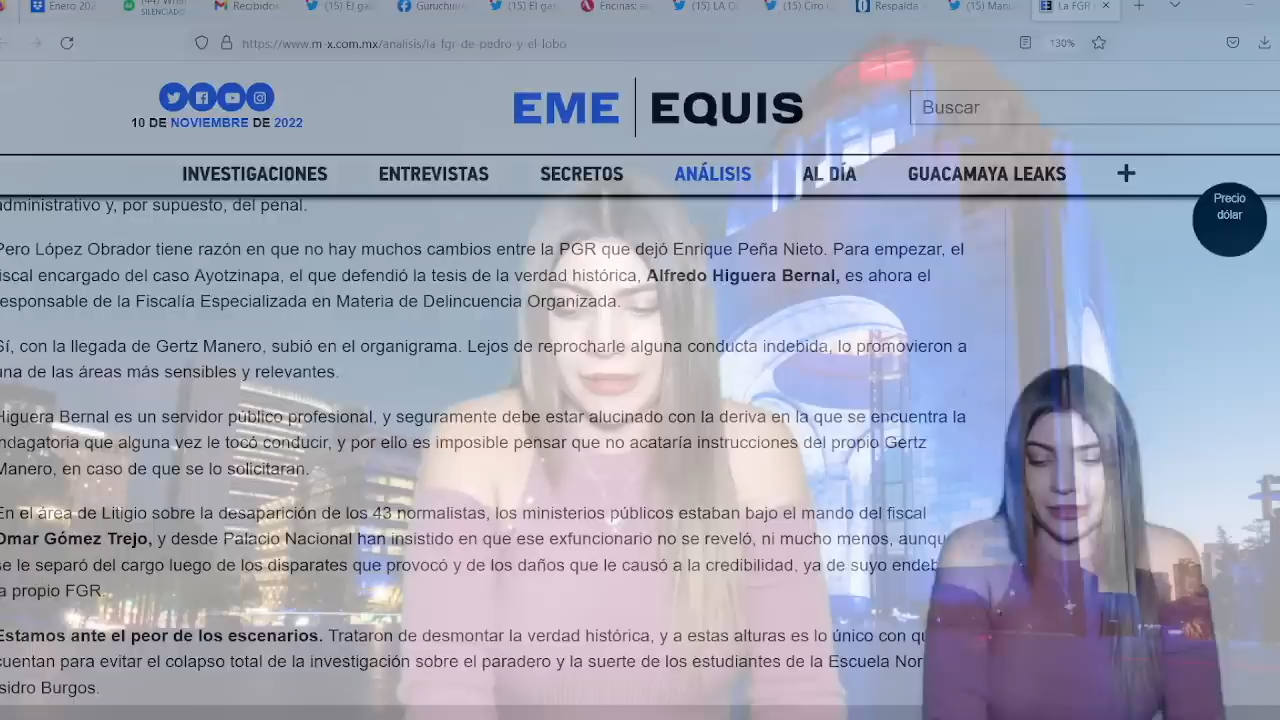 Enero 202
SILENCIADO
Recibidos
(15) El ga
Guruchuir
(15) El ga
Encinas: a
(15) LA O
(15) Ciro
Respalda
(15) Manu
La FGR
https://www.m-x.com.mx/analisis/la-fgr-de-pedro-y-el-lobo
130%
10 DE NOVIEMBRE DE 2022
EME EQUIS
Buscar
INVESTIGACIONES ENTREVISTAS SECRETOS ANÁLISIS AL DÍA GUACAMAYA LEAKS +
Precio
dólar
administrativo y, por supuesto, del penal.
Pero López Obrador tiene razón en que no hay muchos cambios entre la PGR que dejó Enrique Peña Nieto. Para empezar, el
iscal encargado del caso Ayotzinapa, el que defendió la tesis de la verdad histórica, Alfredo Higuera Bernal, es ahora el
responsable de la Fiscalía Especializada en Materia de Delincuencia Organizada.
Sí, con la llegada de Gertz Manero, subió en el organigrama. Lejos de reprocharle alguna conducta indebida, lo promovieron a
una de las áreas más sensibles y relevantes.
Higuera Bernal es un servidor público profesional, y seguramente debe estar alucinado con la deriva en la que se encuentra la
ndagatoria que alguna vez le tocó conducir, y por ello es imposible pensar que no acataría instrucciones del propio Gertz
Manero, en caso de que se lo solicitaran.
En el área de Litigio sobre la desaparición de los 43 normalistas, los ministerios públicos estaban bajo el mando del fiscal
Omar Gómez Trejo, y desde Palacio Nacional han insistido en que ese exfuncionario no se reveló, ni mucho menos, aunqu
se le separó del cargo luego de los disparates que provocó y de los daños que le causó a la credibilidad, ya de suyo endeb
a propio FGR.
Estamos ante el peor de los escenarios. Trataron de desmontar la verdad histórica, y a estas alturas es lo único con qu
cuentan para evitar el colapso total de la investigación sobre el paradero y la suerte de los estudiantes de la Escuela Nor
sidro Burgos.